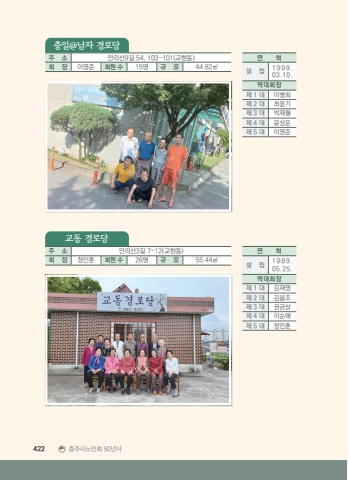 충일@남자 경로당
주 소 안림산9길 54, 103-101(교현동)
회 장 이영준 회원 수 15명 규 모 44.82㎡
연 혁
설 립 1999. 03.10.
역대회장
제 1 대 이병희
제 2 대 최응기
제 3 대 박재월
제 4 대 윤상운
제 5 대 이영준
교동 경로당
주 소 안림산3길 7-12(교현동)
회 장 정인훈 회원 수 26명 규 모 55.44㎡
교동경로당
연 혁
설 립 1989. 05.25.
역대회장
제 1 대 김재영
제 2 대 김봉조
제 3 대 권금상
제 4 대 이순애
제 5 대 정인훈
422 충주시노인회 50년사